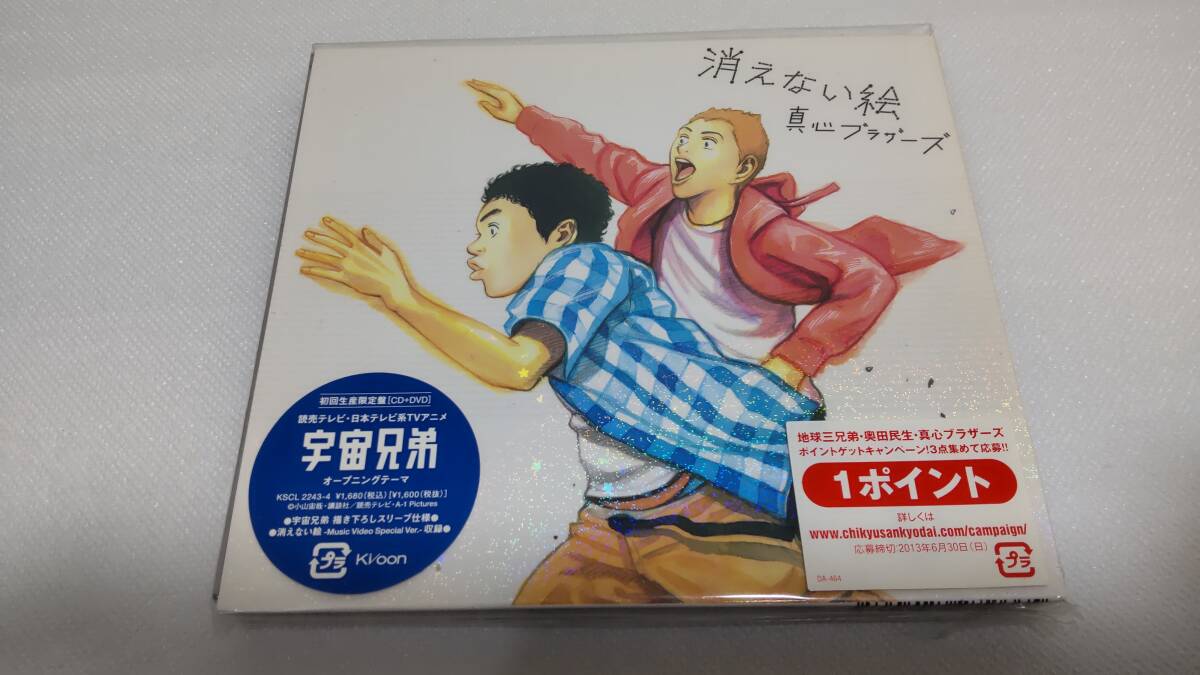 消えない絵
真心ブラザーズ
初回生産限定盤[CD+DVD]
読売テレビ・日本テレビ系TVアニメ
宇宙兄弟
オープニングテーマ
KSCL 2243-4 ¥1,680(税込)[¥1,600(税抜)]
©小山宙哉・講談社/読売テレビ・A-1 Pictures
●宇宙兄弟 描き下ろしスリーブ仕様●
●消えない絵 -Music Video Special Ver.- 収録●
プラ
Ki/oon
地球三兄弟・奥田民生・真心ブラザーズ
ポイントゲットキャンペーン!3点集めて応募!!
1ポイント
詳しくは
www.chikyusankyodai.com/campaign/
応募締切:2013年6月30日(日)
DA-464
プラ